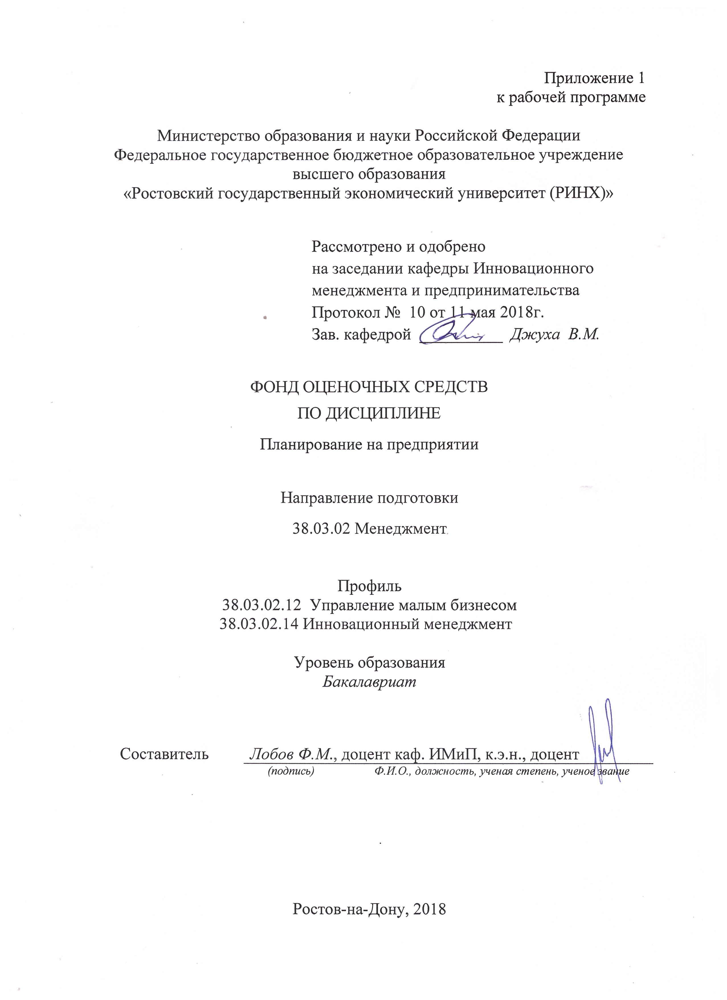 Приложение 1
к рабочей программе
Министерство образования и науки Российской Федерации
Федеральное государственное бюджетное образовательное учреждение
высшего образования
«Ростовский государственный экономический университет (РИНХ)»
Рассмотрено и одобрено
на заседании кафедры Инновационного
менеджмента и предпринимательства
Протокол № 10 от 11 мая 2018г.
Зав. кафедрой ____________ Джуха В.М.
ФОНД ОЦЕНОЧНЫХ СРЕДСТВ
ПО ДИСЦИПЛИНЕ
Планирование на предприятии
Направление подготовки
38.03.02 Менеджмент
Профиль
38.03.02.12 Управление малым бизнесом
38.03.02.14 Инновационный менеджмент
Уровень образования
Бакалавриат
Составитель Лобов Ф.М., доцент каф. ИМиП, к.э.н., доцент
(подпись) Ф.И.О., должность, ученая степень, ученое звание
Ростов-на-Дону, 2018